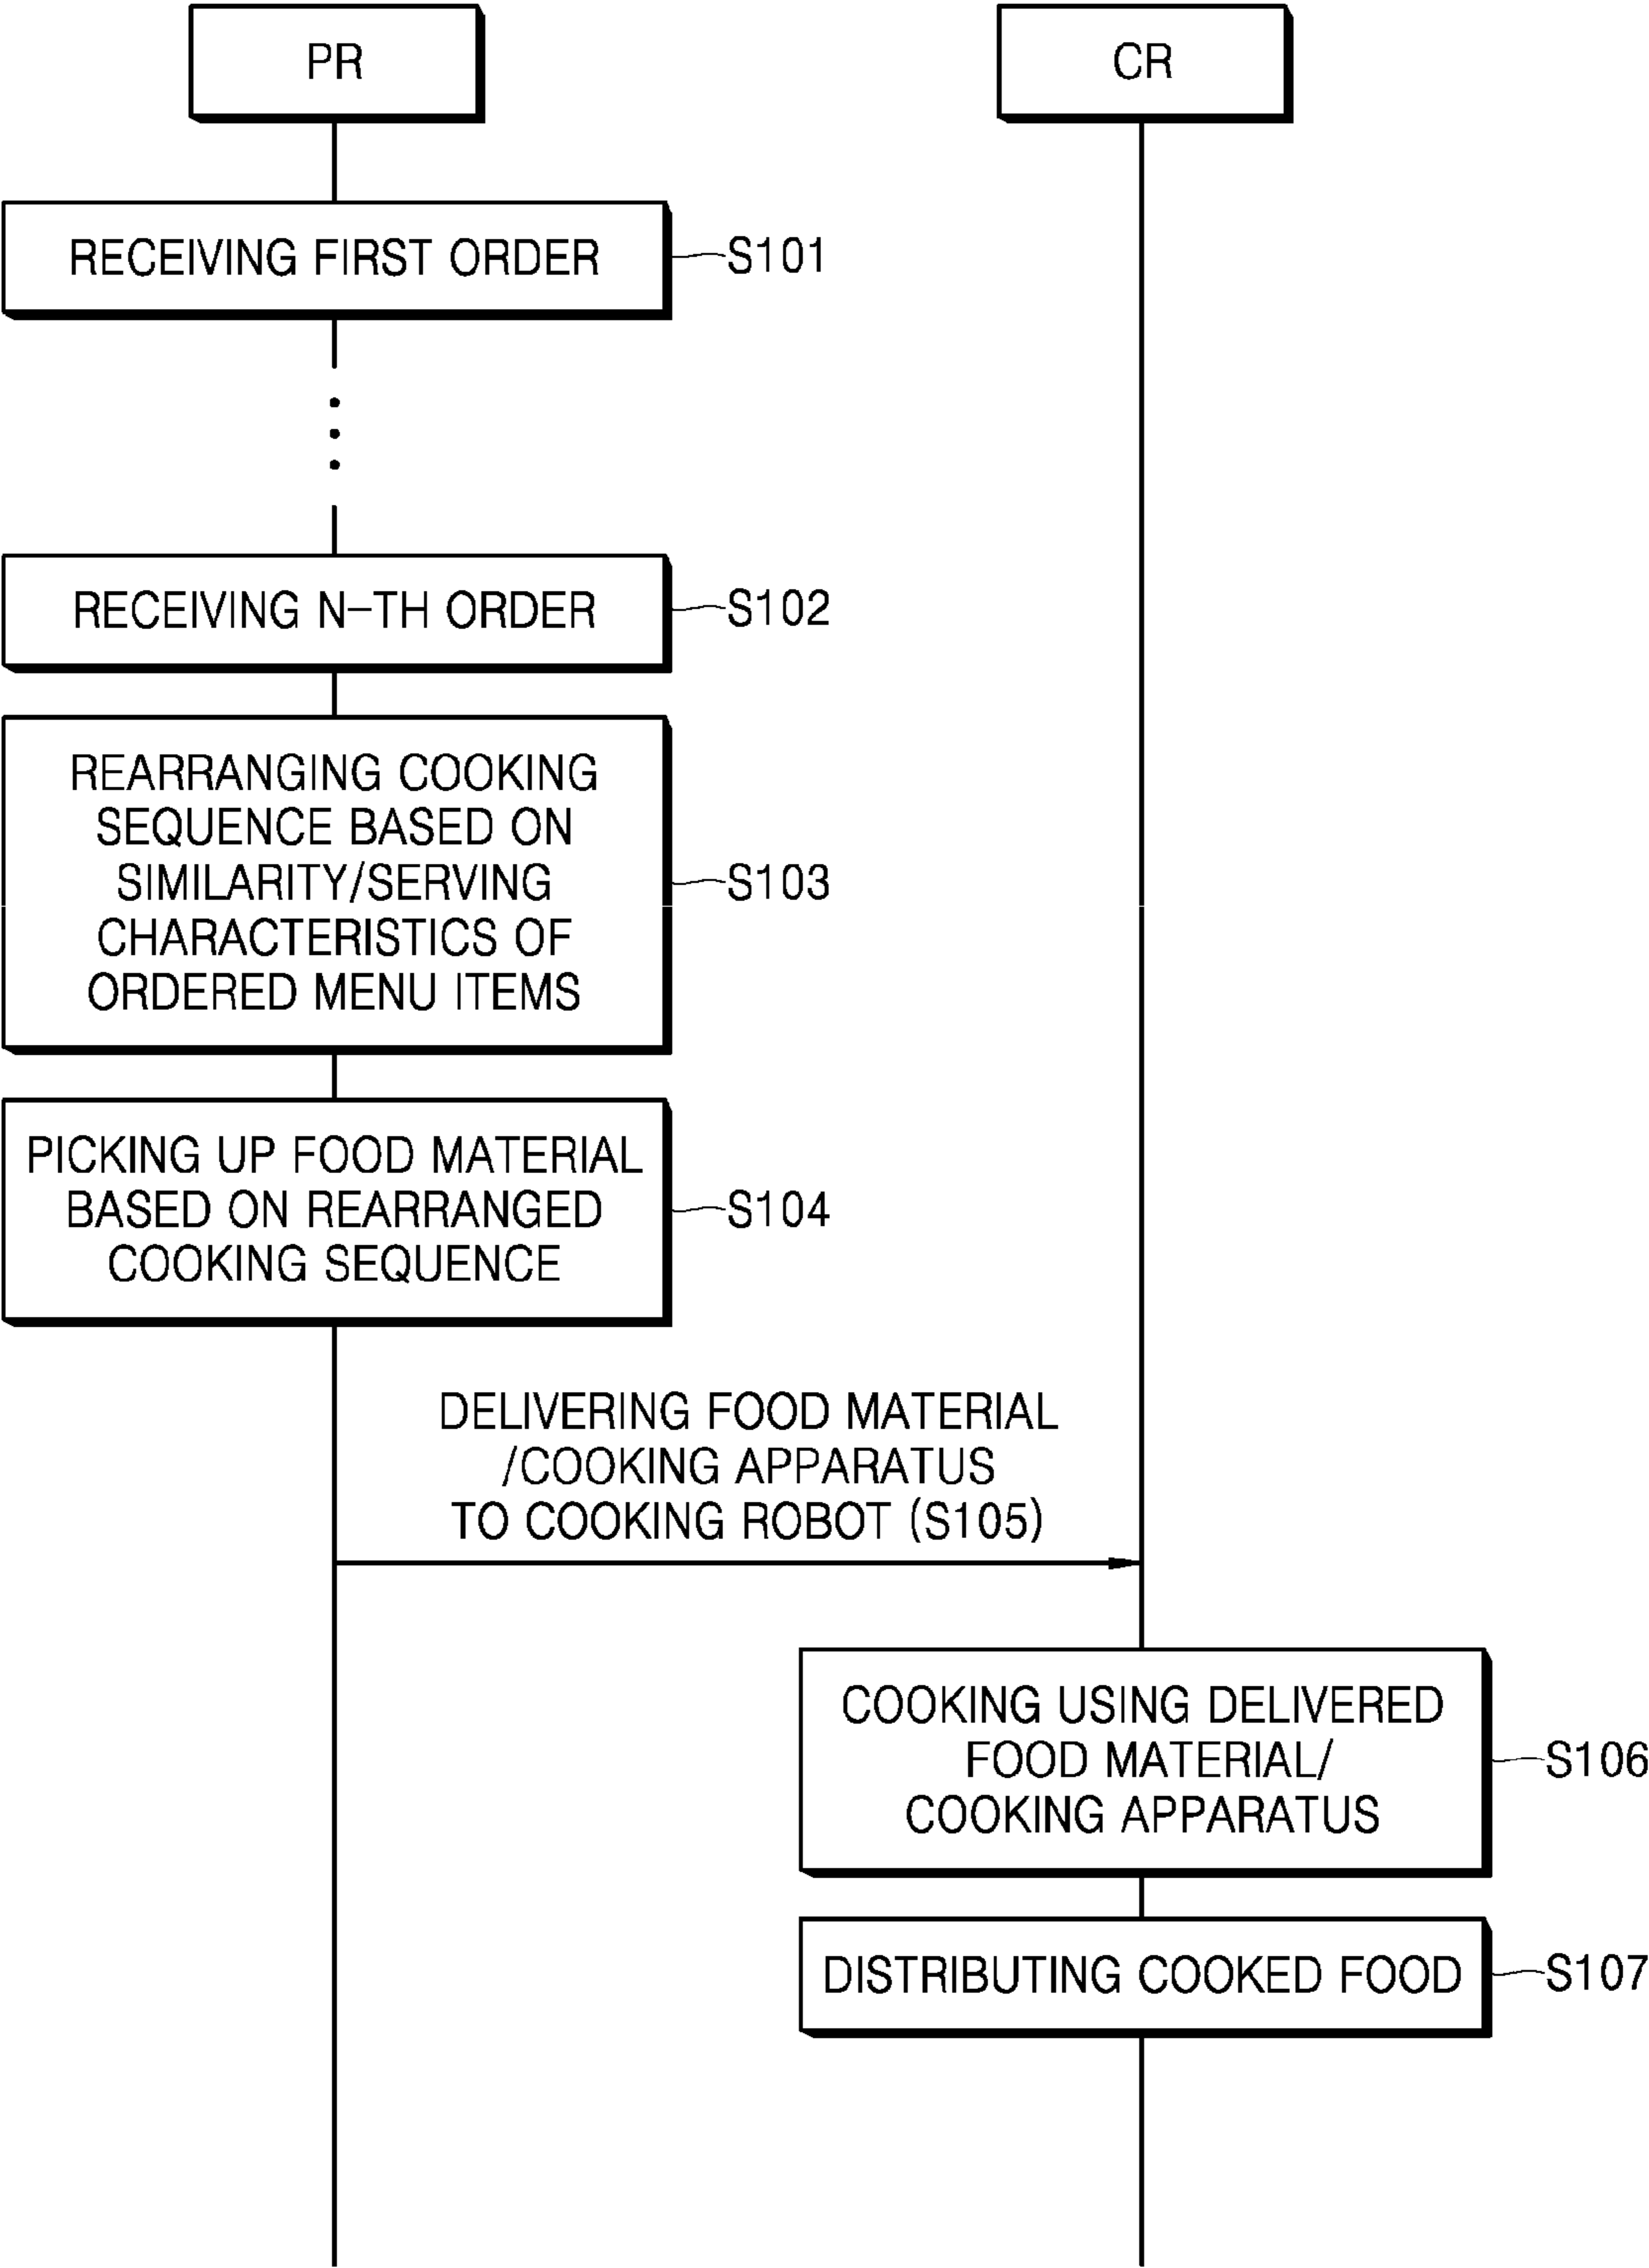 PR
CR
RECEIVING FIRST ORDER
S101
RECEIVING N-TH ORDER
S102
REARRANGING COOKING
SEQUENCE BASED ON
SIMILARITY/SERVING
CHARACTERISTICS OF
ORDERED MENU ITEMS
S103
PICKING UP FOOD MATERIAL
BASED ON REARRANGED
COOKING SEQUENCE
S104
DELIVERING FOOD MATERIAL
/COOKING APPARATUS
TO COOKING ROBOT (S105)
COOKING USING DELIVERED
FOOD MATERIAL/
COOKING APPARATUS
S106
DISTRIBUTING COOKED FOOD
S107